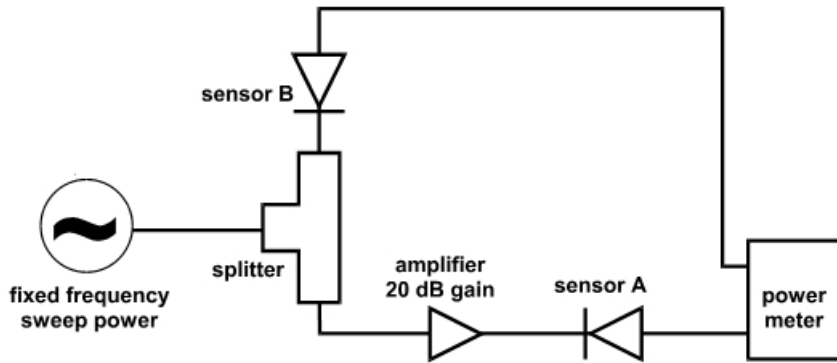 sensor B
splitter
fixed frequency
sweep power
amplifier
20 dB gain
sensor A
power
meter